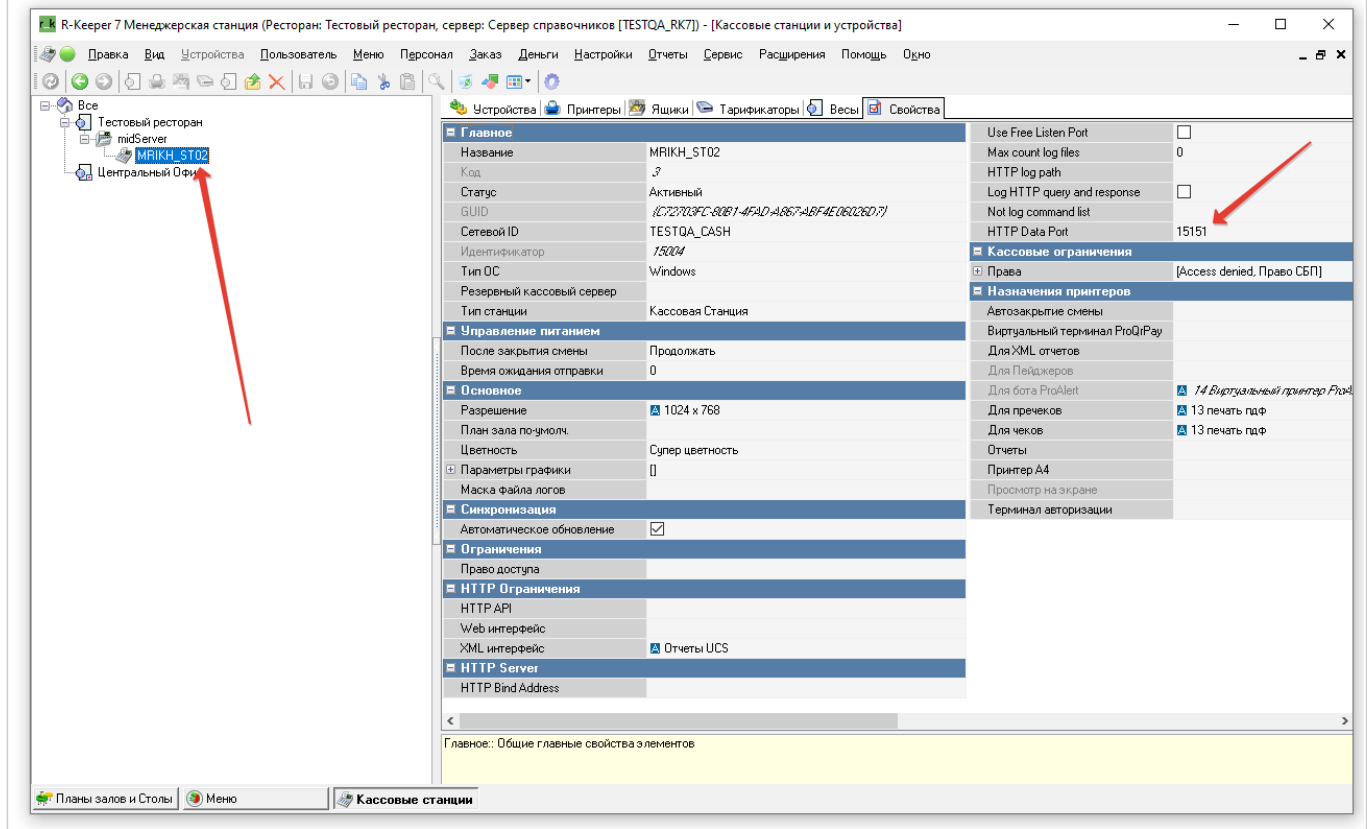 R-Keeper 7 Менеджерская станция (Ресторан: Тестовый ресторан, сервер: Сервер справочников [TESTQA_RK7]) - [Кассовые станции и устройства]
Правка Вид Устройства Пользователь Меню Персонал Заказ Деньги Настройки Отчеты Сервис Расширения Помощь Окно
Все
Тестовый ресторан
midServer
MRIKH_ST02
Центральный Офи
Устройства Принтеры Ящики Тарификаторы Весы Свойства
Главное
Название MRIKH_ST02
Код 3
Статус Активный
GUID {C72703FC-80B1-4FAD-A867-ABF4E06026D7}
Сетевой ID TESTQA_CASH
Идентификатор 15004
Тип ОС Windows
Резервный кассовый сервер
Тип станции Кассовая Станция
Управление питанием
После закрытия смены Продолжать
Время ожидания отправки 0
Основное
Разрешение 1024 x 768
План зала по-умолч.
Цветность Супер цветность
Параметры графики []
Маска файла логов
Синхронизация
Автоматическое обновление
Ограничения
Право доступа
HTTP Ограничения
HTTP API
Web интерфейс
XML интерфейс Отчеты UCS
HTTP Server
HTTP Bind Address
Use Free Listen Port
Max count log files 0
HTTP log path
Log HTTP query and response
Not log command list
HTTP Data Port 15151
Кассовые ограничения
Права [Access denied, Право СБП]
Назначения принтеров
Автозакрытие смены
Виртуальный терминал ProQrPay
Для XML отчетов
Для Пейджеров
Для бота ProAlert 14 Виртуальный принтер
Для пречеков 13 печать пдф
Для чеков 13 печать пдф
Отчеты
Принтер А4
Просмотр на экране
Терминал авторизации
Главное:: Общие главные свойства элементов
Планы залов и Столы Меню Кассовые станции